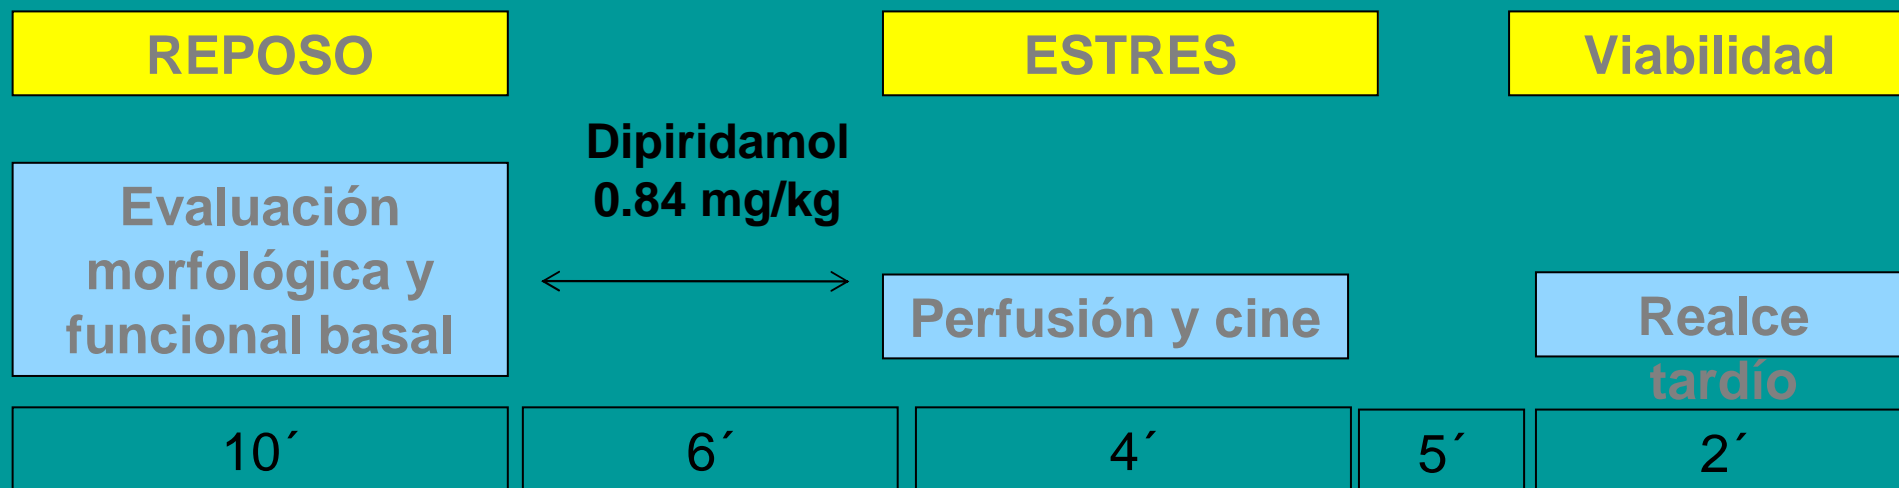 REPOSO
ESTRES
Viabilidad
Dipiridamol
0.84 mg/kg
Evaluación
morfológica y
funcional basal
Perfusión y cine
Realce
tardío
10´
6´
4´
5´
2´